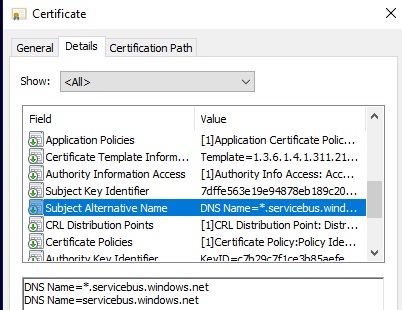 Certificate
General Details Certification Path
Show: <All>
Field Value
Application Policies [1]Application Certificate Polic...
Certificate Template Inform... Template=1.3.6.1.4.1.311.21...
Authority Information Access [1]Authority Info Access: Acc...
Subject Key Identifier 7dffe563e19e94878eb189c20...
Subject Alternative Name DNS Name=*.servicebus.wind...
CRL Distribution Points [1]CRL Distribution Point: Distr...
Certificate Policies [1]Certificate Policy:Policy Ide...
KeyID=c7b29c7f1ce3b85aefe
DNS Name=*.servicebus.windows.net
DNS Name=servicebus.windows.net